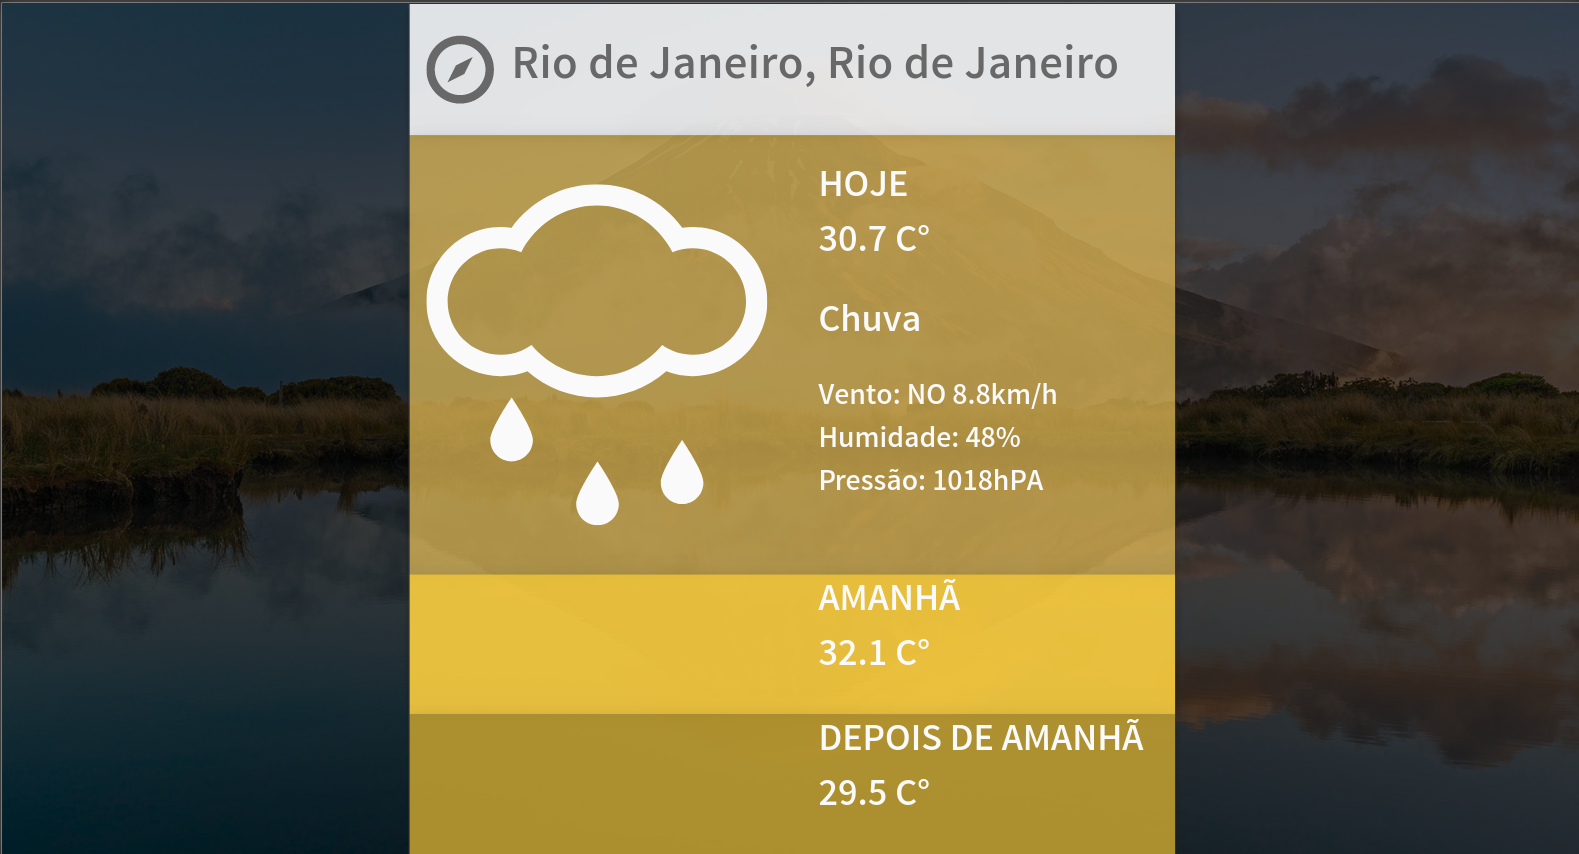 Rio de Janeiro, Rio de Janeiro
HOJE
30.7 C°
Chuva
Vento: NO 8.8km/h
Humidade: 48%
Pressão: 1018hPA
AMANHÃ
32.1 C°
DEPOIS DE AMANHÃ
29.5 C°